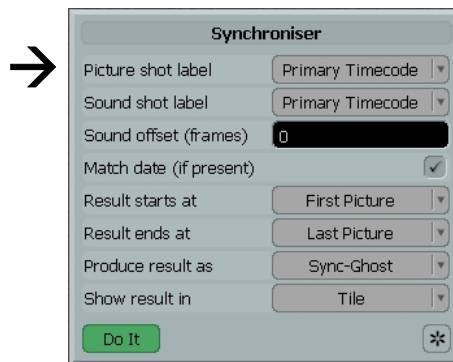 Synchroniser
Picture shot label Primary Timecode
Sound shot label Primary Timecode
Sound offset (frames) 0
Match date (if present)
Result starts at First Picture
Result ends at Last Picture
Produce result as Sync-Ghost
Show result in Tile
Do It